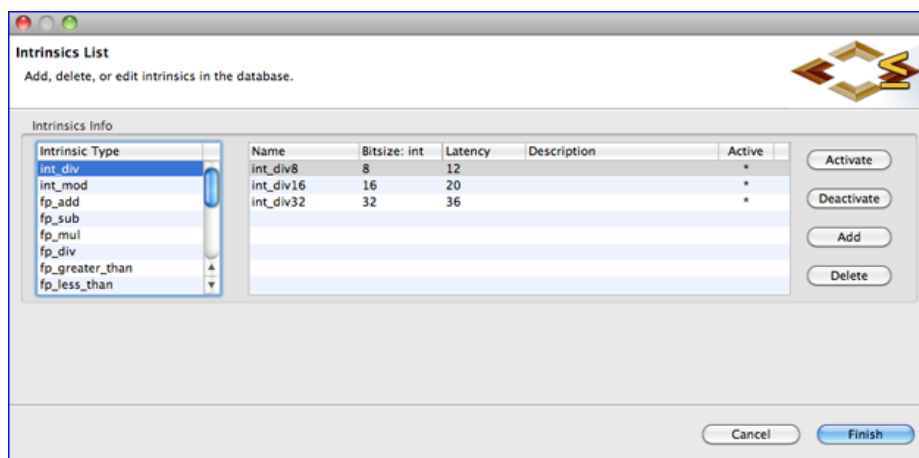 Intrinsics List
Add, delete, or edit intrinsics in the database.
Intrinsics Info
Intrinsic Type
int_div
int_mod
fp_add
fp_sub
fp_mul
fp_div
fp_greater_than
fp_less_than
Name Bitsize: int Latency Description Active
int_div8 8 12 *
int_div16 16 20 *
int_div32 32 36 *
Activate
Deactivate
Add
Delete
Cancel
Finish